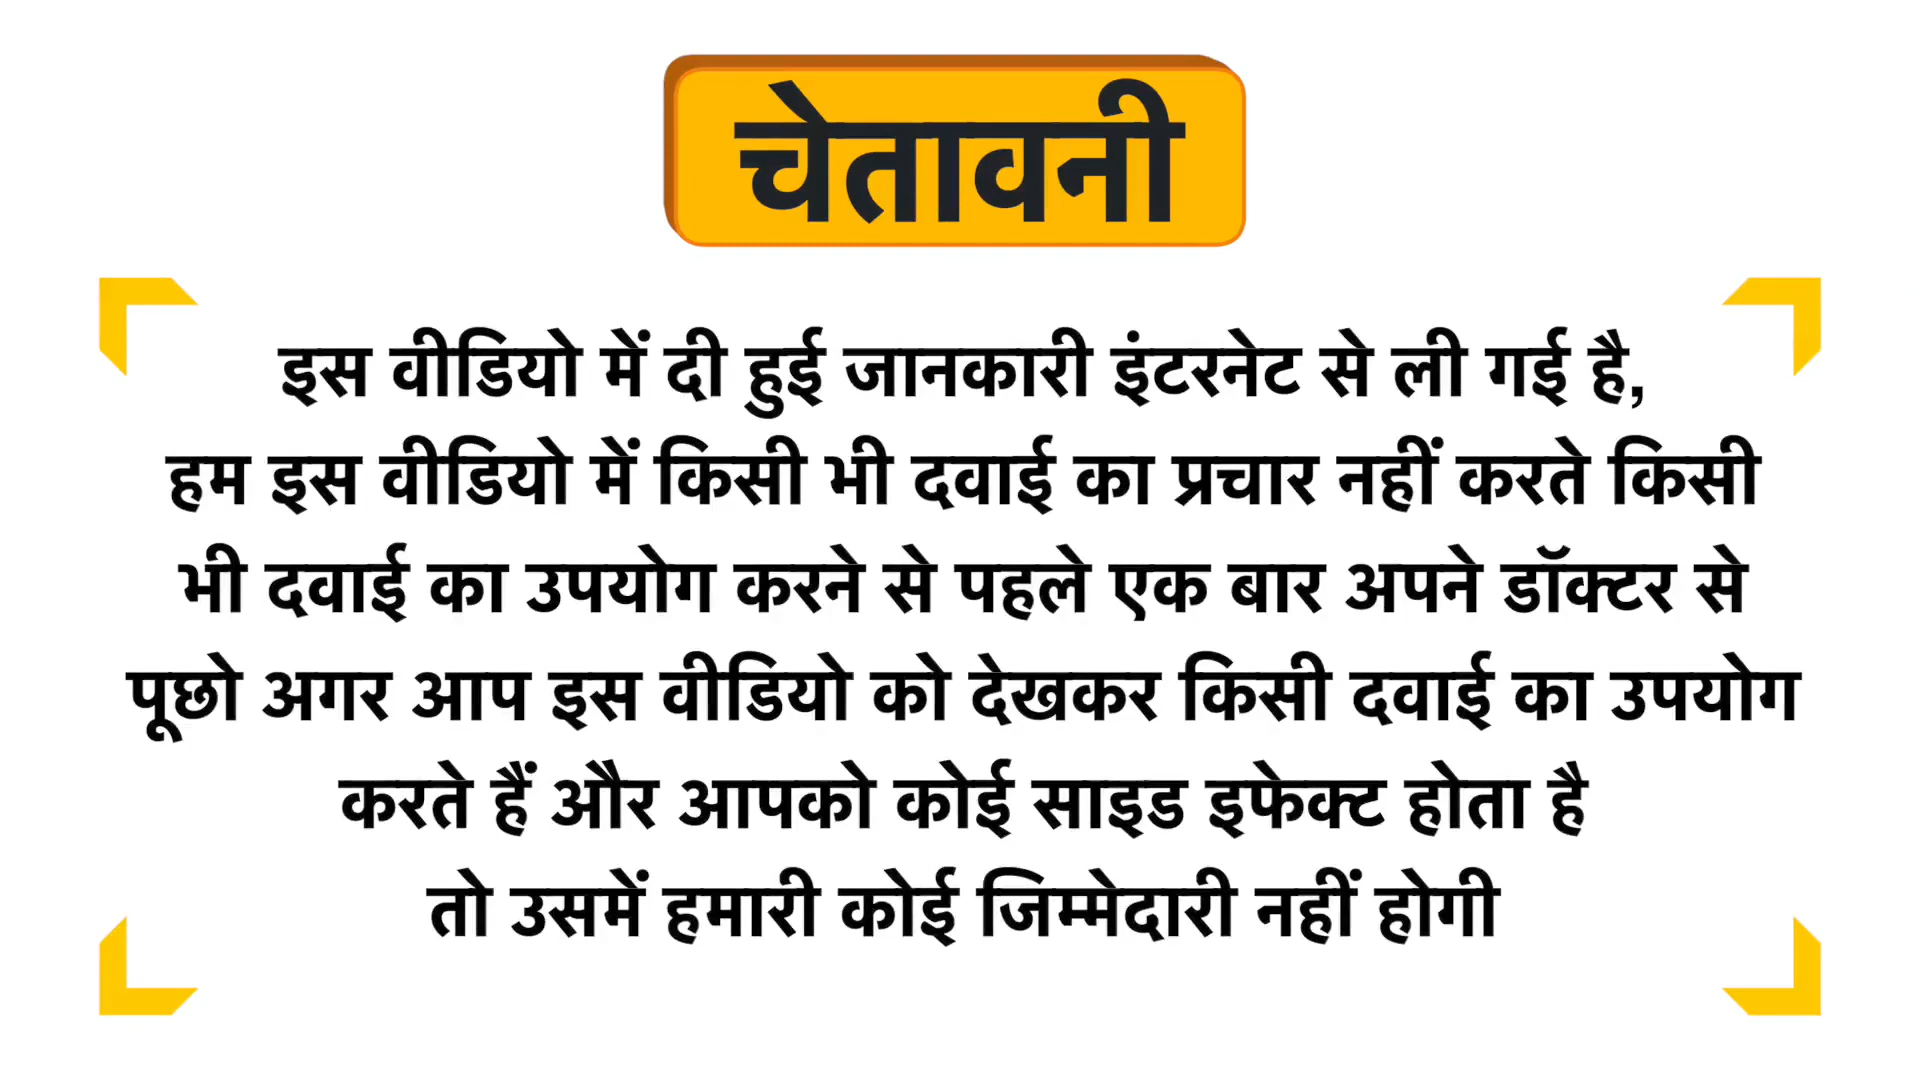 चेतावनी
इस वीडियो में दी हुई जानकारी इंटरनेट से ली गई है,
हम इस वीडियो में किसी भी दवाई का प्रचार नहीं करते किसी
भी दवाई का उपयोग करने से पहले एक बार अपने डॉक्टर से
पूछो अगर आप इस वीडियो को देखकर किसी दवाई का उपयोग
करते हैं और आपको कोई साइड इफेक्ट होता है
तो उसमें हमारी कोई जिम्मेदारी नहीं होगी